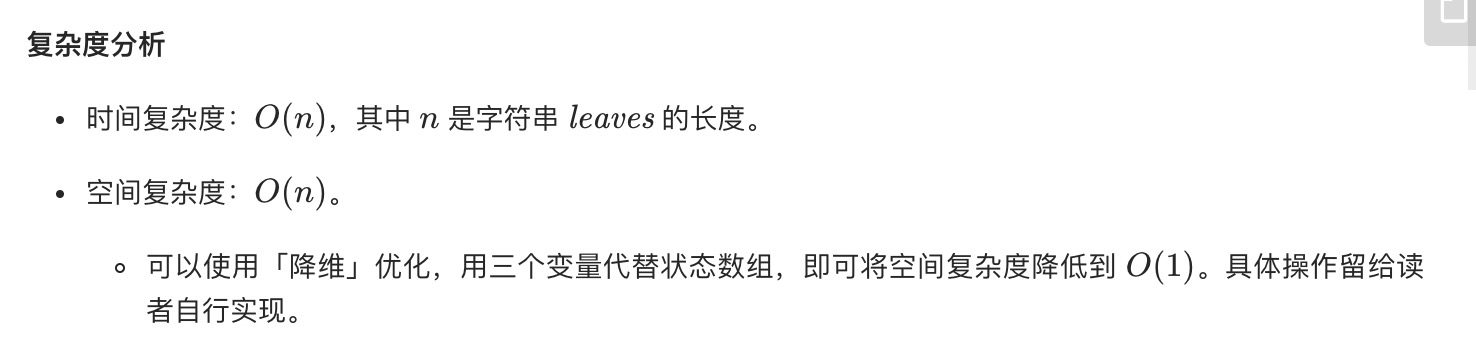 复杂度分析
• 时间复杂度：O(n)，其中 n 是字符串 leaves 的长度。
• 空间复杂度：O(n)。
◦ 可以使用「降维」优化，用三个变量代替状态数组，即可将空间复杂度降低到 O(1)。具体操作留给读
者自行实现。